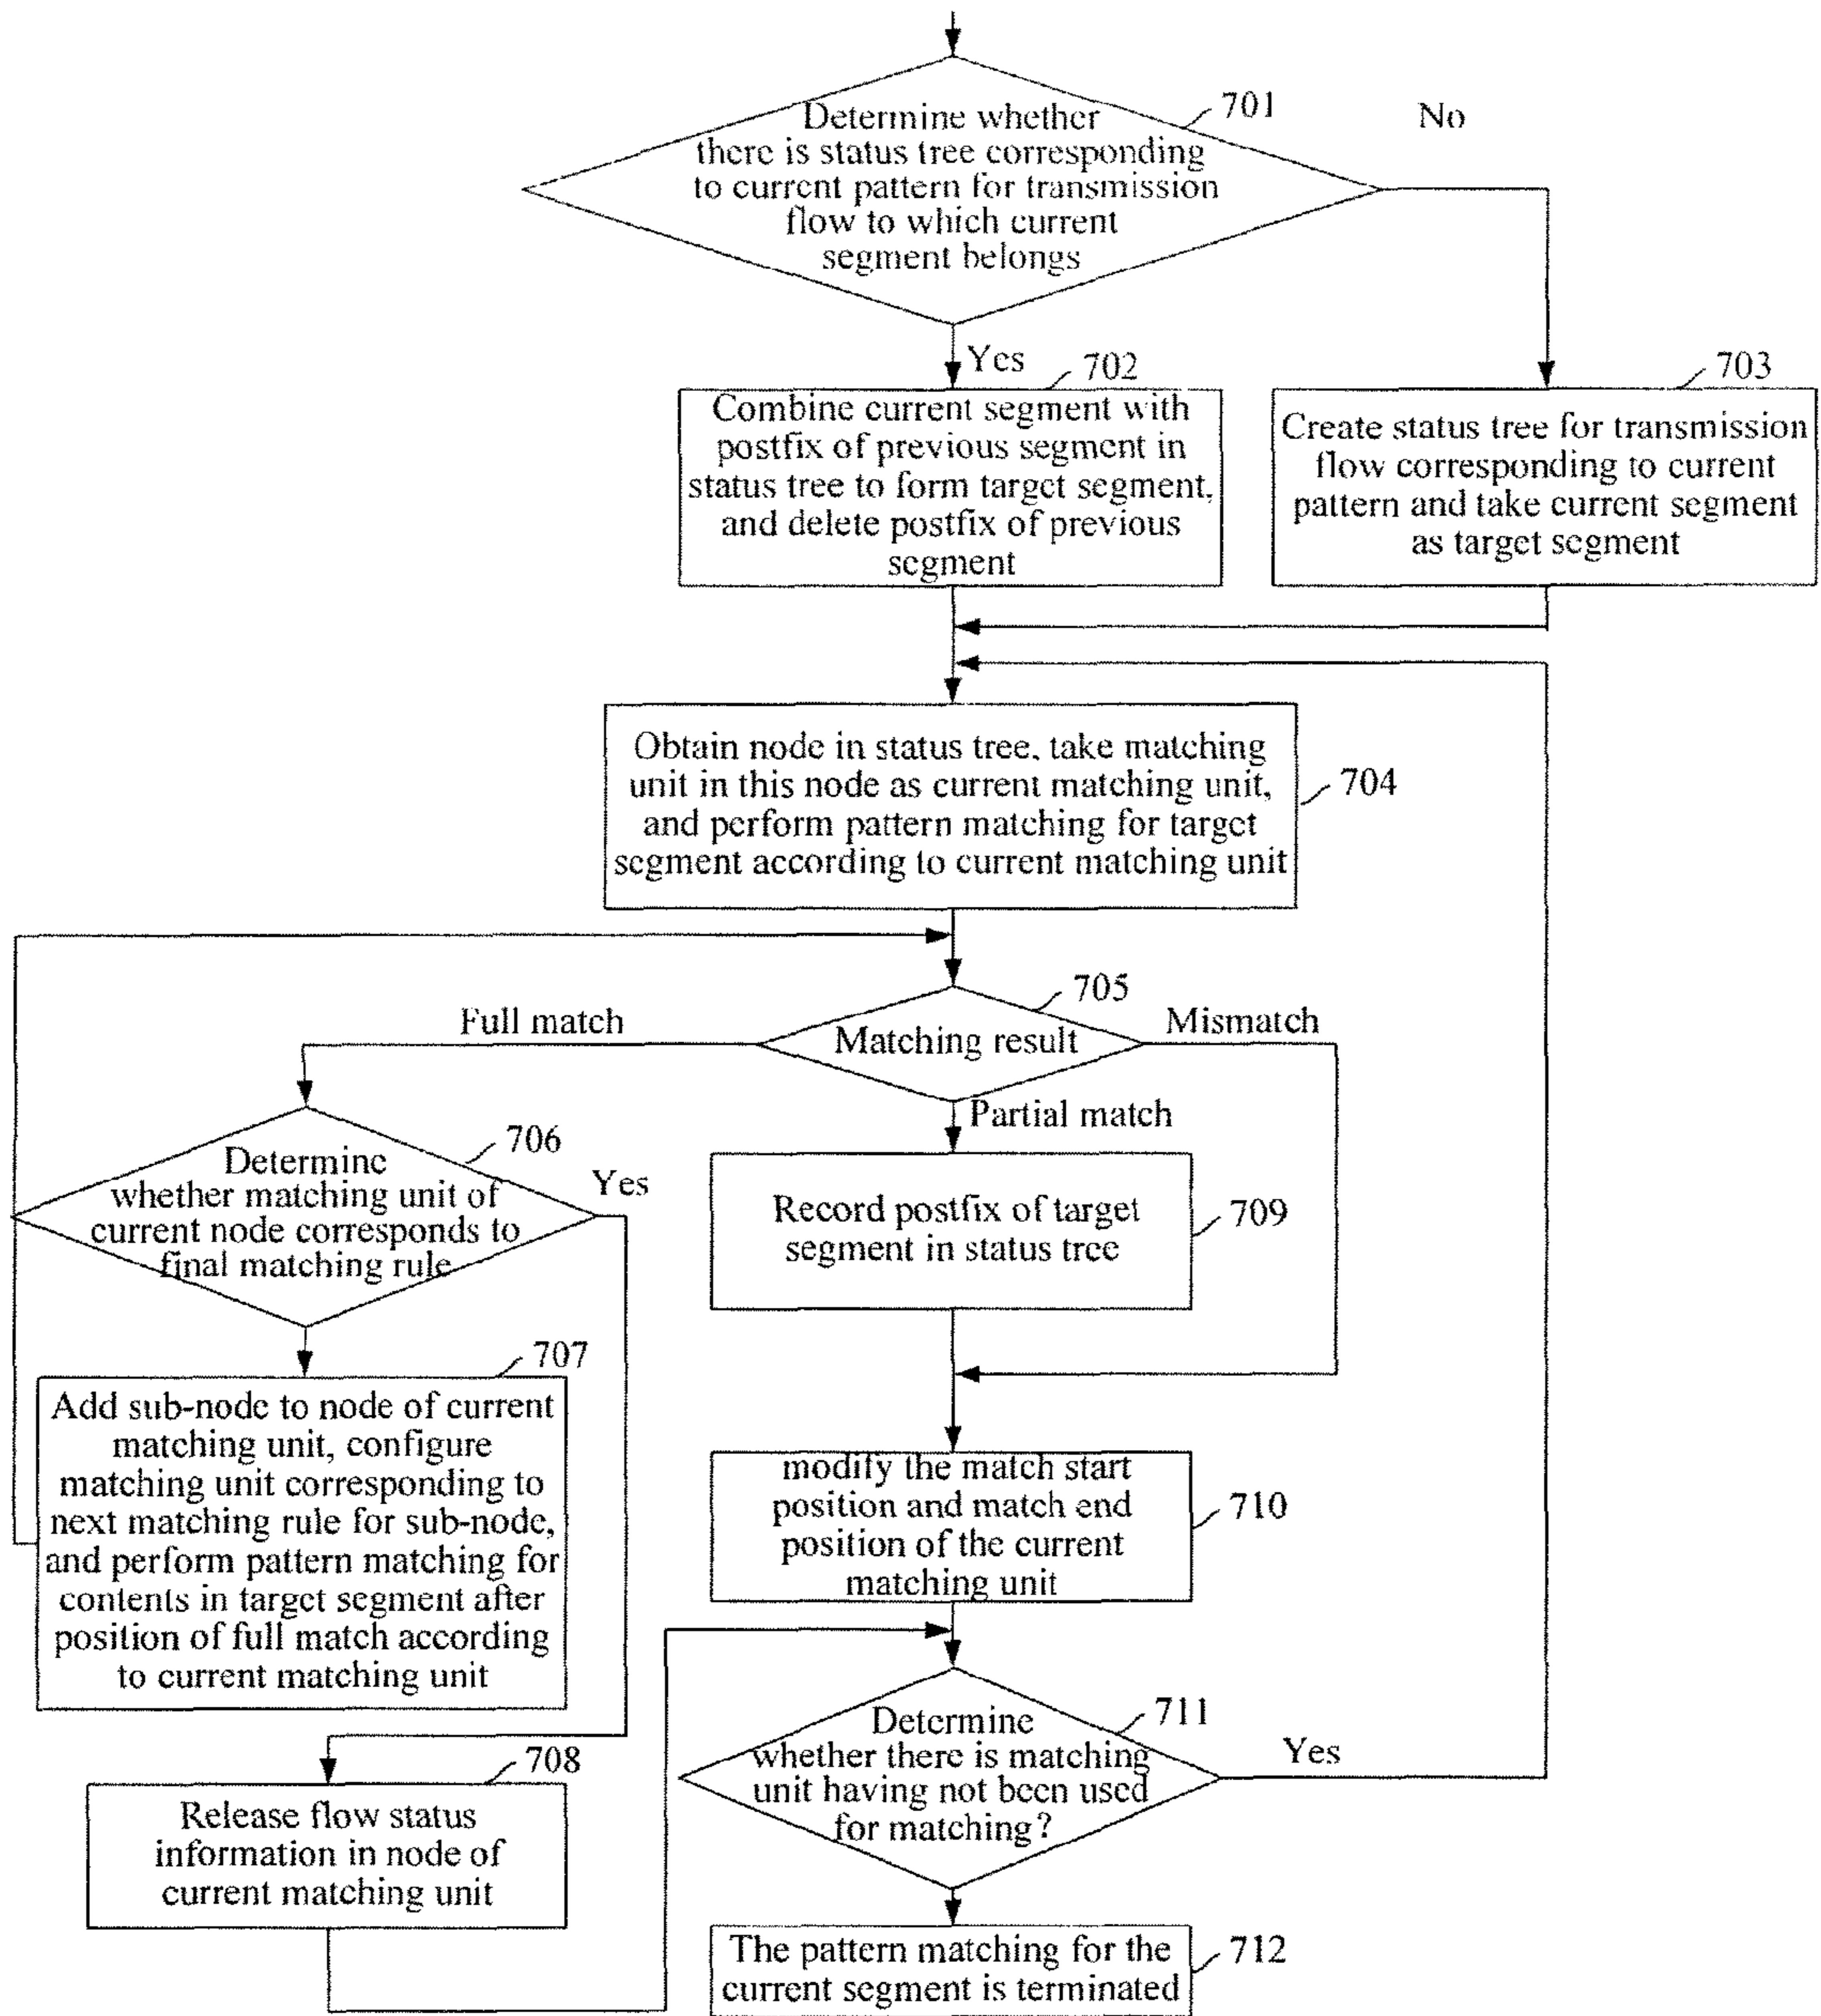 Determine whether
there is status tree corresponding
to current pattern for transmission
flow to which current
segment belongs
701
No
Yes
702
Combine current segment with
postfix of previous segment in
status tree to form target segment,
and delete postfix of previous
segment
703
Create status tree for transmission
flow corresponding to current
pattern and take current segment
as target segment
Obtain node in status tree, take matching
unit in this node as current matching unit,
and perform pattern matching for target
segment according to current matching unit
704
705
Full match
Matching result
Mismatch
Partial match
706
Determine
whether matching unit of
current node corresponds to
final matching rule
Yes
Record postfix of target
segment in status tree
709
707
Add sub-node to node of current
matching unit, configure
matching unit corresponding to
next matching rule for sub-node,
and perform pattern matching for
contents in target segment after
position of full match according
to current matching unit
modify the match start
position and match end
position of the current
matching unit
710
711
Determine
whether there is matching
unit having not been used
for matching?
Yes
708
Release flow status
information in node of
current matching unit
The pattern matching for the
current segment is terminated
712